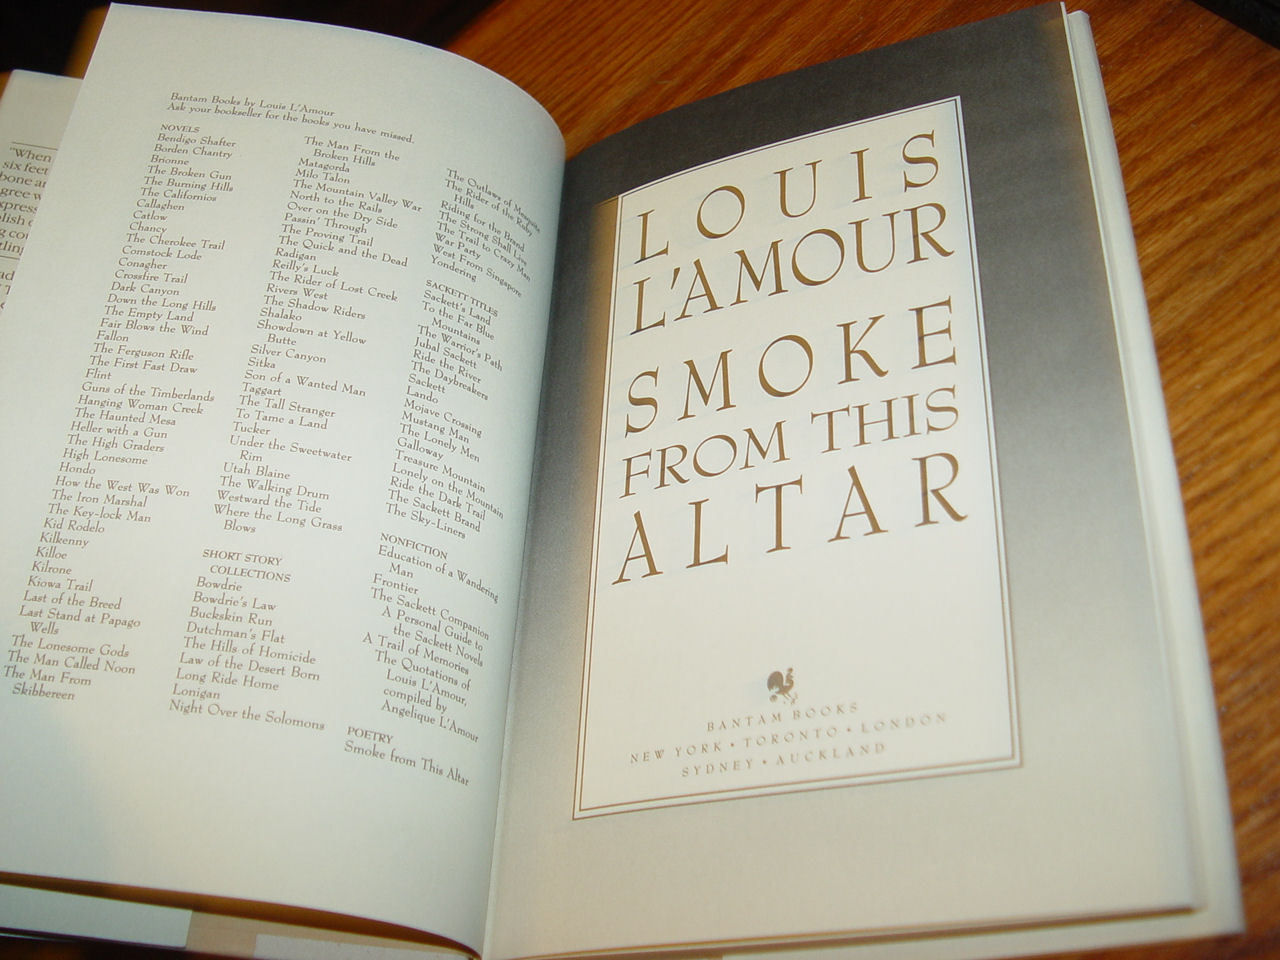 "When
six feet
bone an
gree w
xpress
lish
g con
tling
ad
Bantam Books by Louis L'Amour
Ask your bookseller for the books you have missed.
NOVELS
Bendigo Shafter
Borden Chantry
Brionne
The Broken Gun
The Burning Hills
The Californios
Callaghen
Catlow
Chancy
The Cherokee Trail
Comstock Lode
Conagher
Crossfire Trail
Dark Canyon
Down the Long Hills
The Empty Land
Fair Blows the Wind
Fallon
The Ferguson Rifle
The First Fast Draw
Flint
Guns of the Timberlands
Hanging Woman Creek
The Haunted Mesa
Heller with a Gun
The High Graders
High Lonesome
Hondo
How the West Was Won
The Iron Marshal
The Key-lock Man
Kid Rodelo
Kilkenny
Killoe
Kilrone
Kiowa Trail
Last of the Breed
Last Stand at Papago
Wells
The Lonesome Gods
The Man Called Noon
The Man From
Skibbereen
The Man From the
Broken Hills
Matagorda
Milo Talon
The Mountain Valley War
North to the Rails
Over on the Dry Side
Passin' Through
The Proving Trail
The Quick and the Dead
Radigan
Reilly's Luck
The Rider of Lost Creek
Rivers West
The Shadow Riders
Shalako
Showdown at Yellow
Butte
Silver Canyon
Sitka
Son of a Wanted Man
Taggart
The Tall Stranger
To Tame a Land
Tucker
Under the Sweetwater
Rim
Utah Blaine
The Walking Drum
Westward the Tide
Where the Long Grass
Blows
SHORT STORY
COLLECTIONS
Bowdrie
Bowdrie's Law
Buckskin Run
Dutchman's Flat
The Hills of Homicide
Law of the Desert Born
Long Ride Home
Lonigan
Night Over the Solomons
The Outlaws of Mesquite
The Rider of the Ruby
Hills
Riding for the Brand
The Strong Shall Live
The Trail to Crazy Man
War Party
West From Singapore
Yondering
SACKETT TITLES
Sackett's Land
To the Far Blue
Mountains
The Warrior's Path
Jubal Sackett
Ride the River
The Daybreakers
Sackett
Lando
Mojave Crossing
Mustang Man
The Lonely Men
Galloway
Treasure Mountain
Lonely on the Mountain
Ride the Dark Trail
The Sackett Brand
The Sky-Liners
NONFICTION
Education of a Wandering
Man
Frontier
The Sackett Companion
A Personal Guide to
the Sackett Novels
A Trail of Memories
The Quotations of
Louis L'Amour,
compiled by
Angelique L'Amour
POETRY
Smoke from This Altar
LOUIS
L'AMOUR
SMOKE
FROM THIS
ALTAR
BANTAM BOOKS
NEW YORK • TORONTO • LONDON
SYDNEY • AUCKLAND